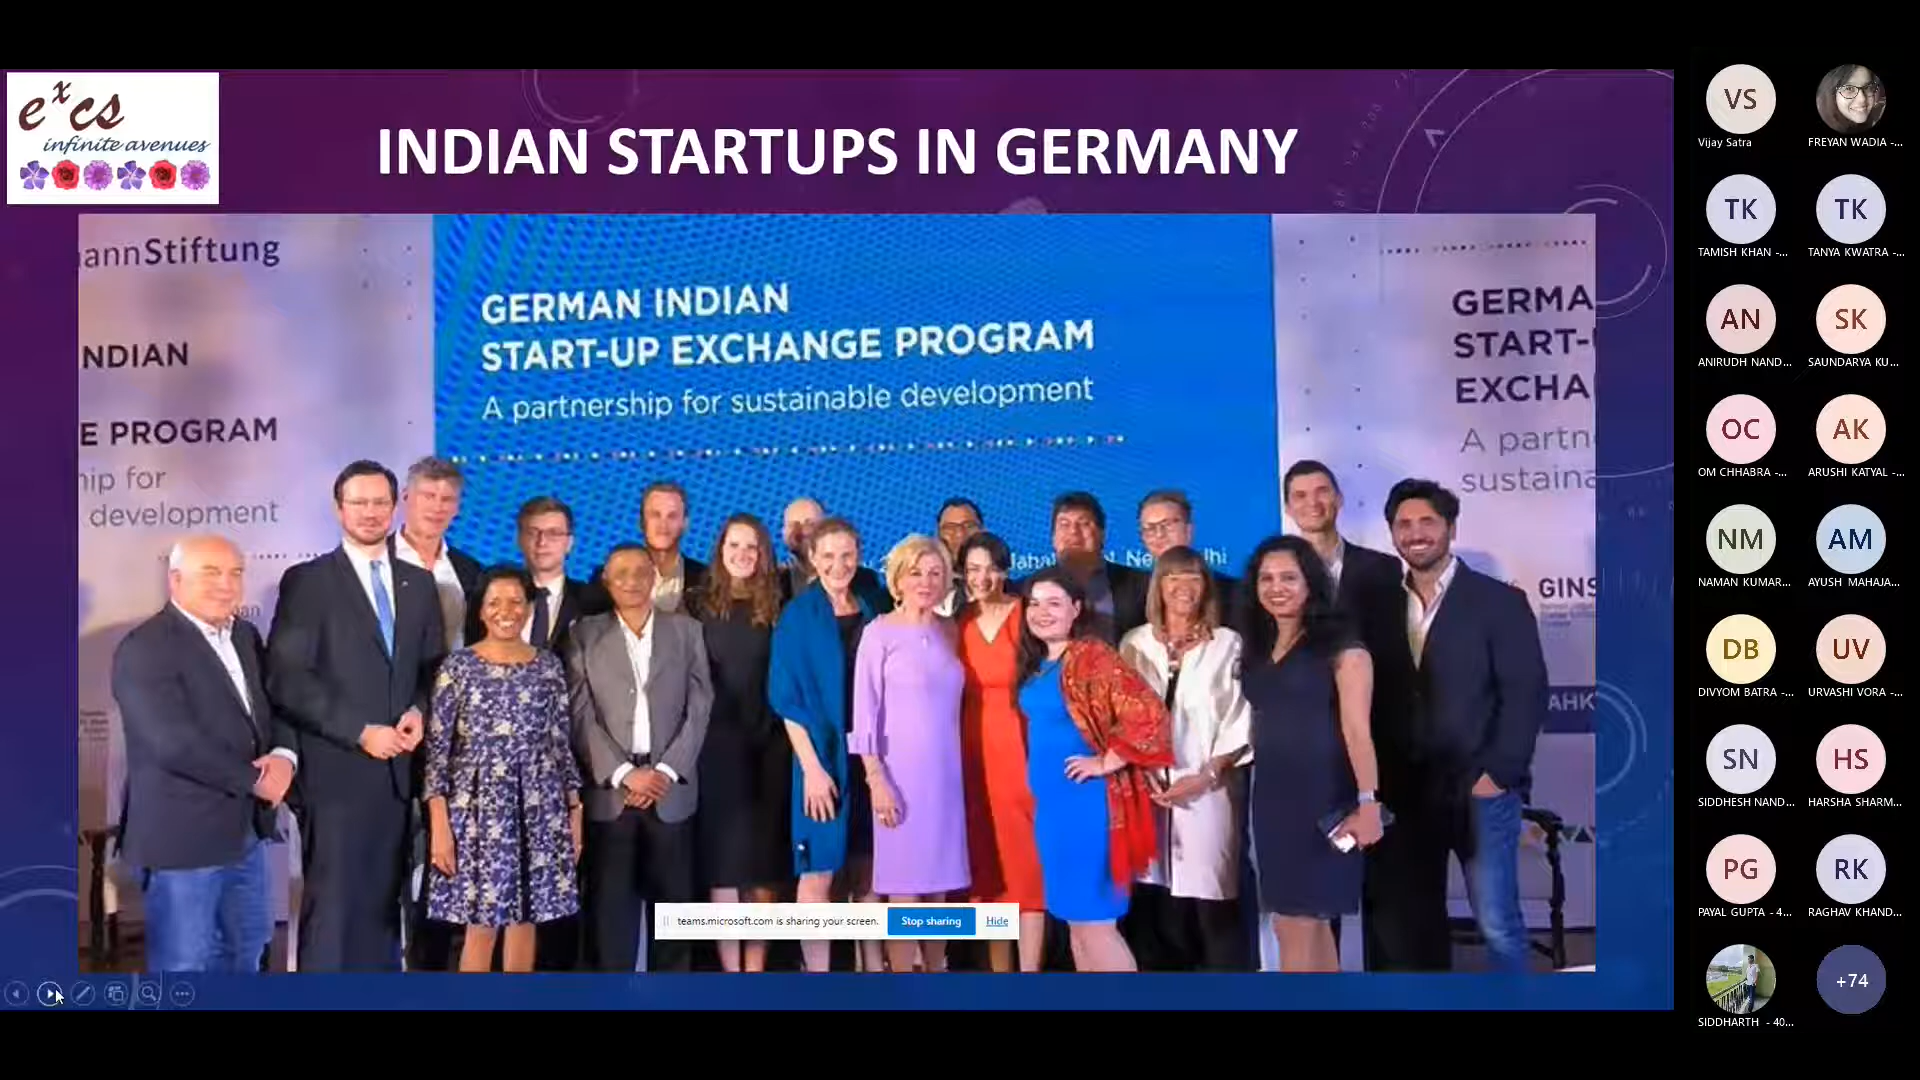 e^x cs
infinite avenues
INDIAN STARTUPS IN GERMANY
annStiftung
NDIAN
E PROGRAM
hip for
development
GERMAN INDIAN
START-UP EXCHANGE PROGRAM
A partnership for sustainable development
GERMA
START-
EXCHA
A partn
sustaina
GINS
AHK
teams.microsoft.com is sharing your screen.
Stop sharing
Hide
VS
Vijay Satra
FREYAN WADIA -...
TK
TAMISH KHAN -...
TK
TANYA KWATRA -...
AN
ANIRUDH NAND...
SK
SAUNDARYA KU...
OC
OM CHHABRA -...
AK
ARUSHI KATYAL -...
NM
NAMAN KUMAR...
AM
AYUSH MAHAJA...
DB
DIVYOM BATRA -...
UV
URVASHI VORA -...
SN
SIDDHESH NAND...
HS
HARSHA SHARM...
PG
PAYAL GUPTA - 4...
RK
RAGHAV KHAND...
SIDDHARTH - 40...
+74